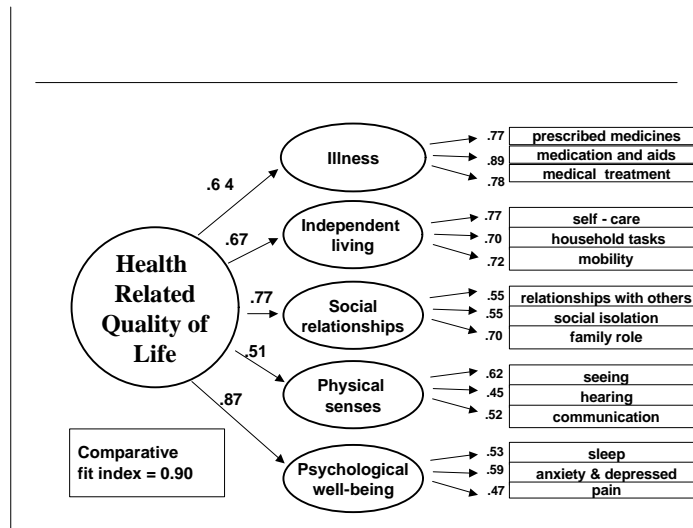 .77 prescribed medicines
.89 medication and aids
.78 medical treatment
Illness
.6 4
.77 self - care
.70 household tasks
.72 mobility
Independent
living
.67
Health
Related
Quality of
Life
.77
Social
relationships
.55 relationships with others
.55 social isolation
.70 family role
.51
Physical
senses
.62 seeing
.45 hearing
.52 communication
.87
Psychological
well-being
.53 sleep
.59 anxiety & depressed
.47 pain
Comparative
fit index = 0.90